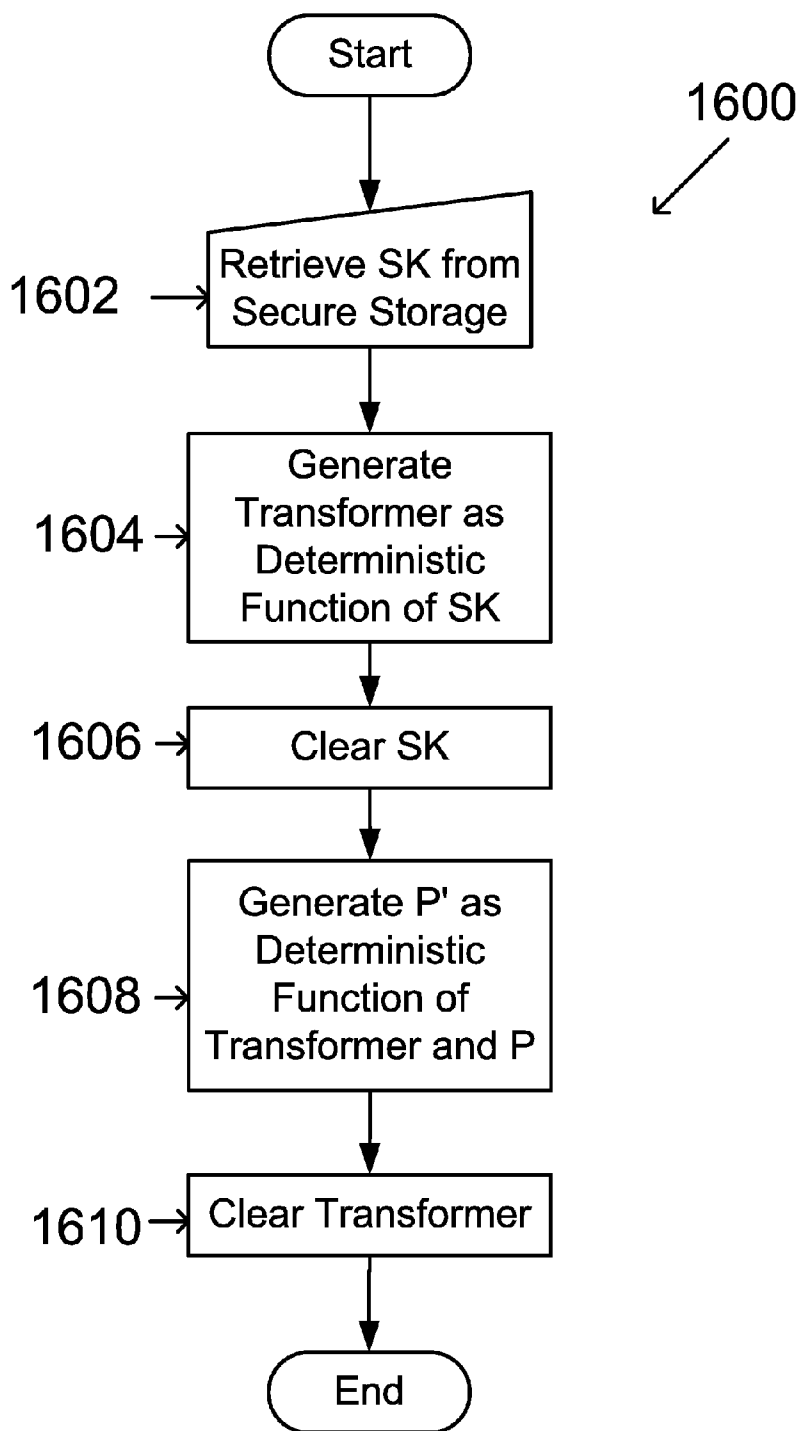 Start
1600
Retrieve SK from
Secure Storage
1602
Generate
Transformer as
Deterministic
Function of SK
1604
Clear SK
1606
Generate P' as
Deterministic
Function of
Transformer and P
1608
Clear Transformer
1610
End